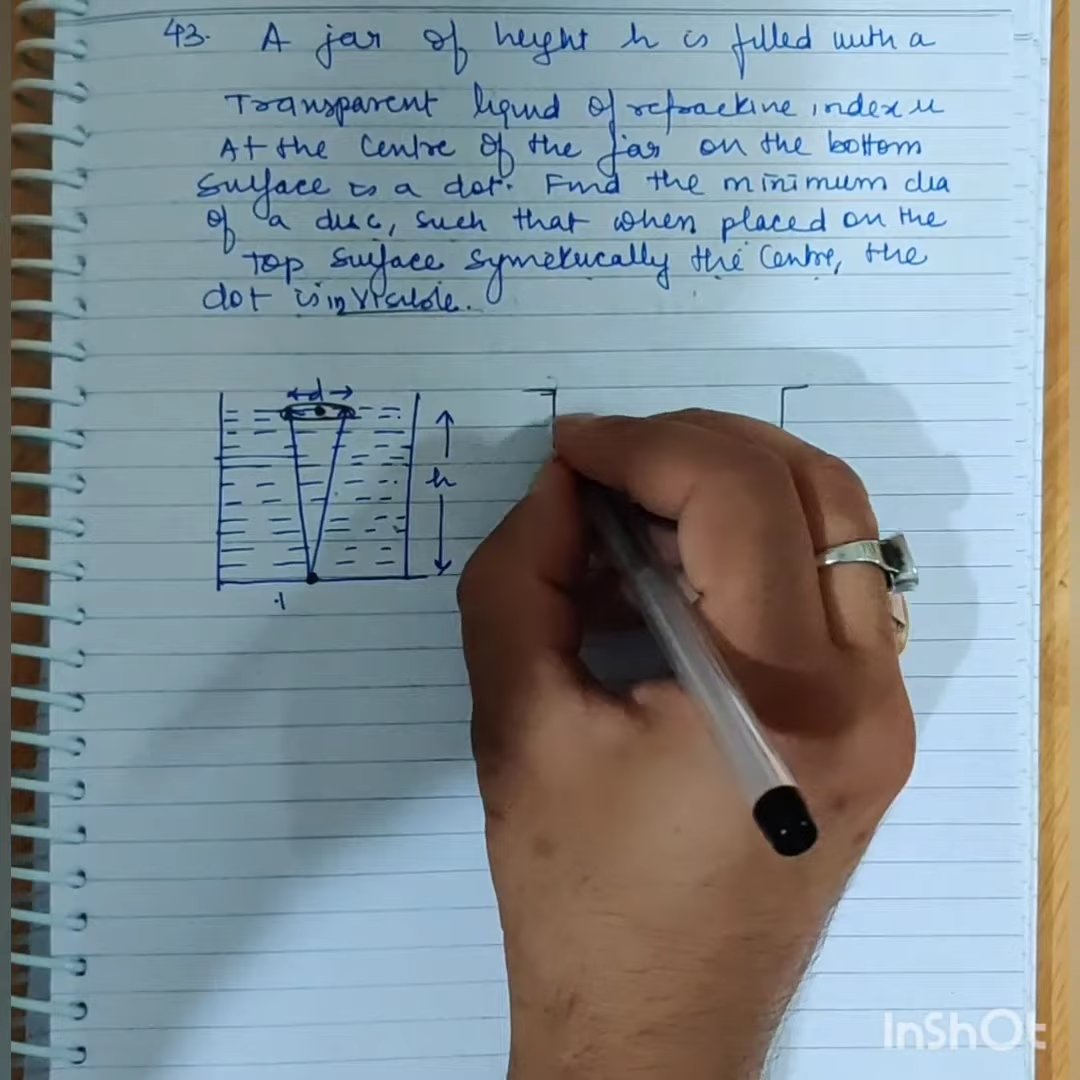 43. A jar of height h is filled with a
Transparent liquid of refractine index u
At the centre of the jar on the bottom
Surface is a dot. Find the minimum dia
of a disc, such that when placed on the
Top surface symetrically the centre, the
dot is invisible.
d
h
InShOt